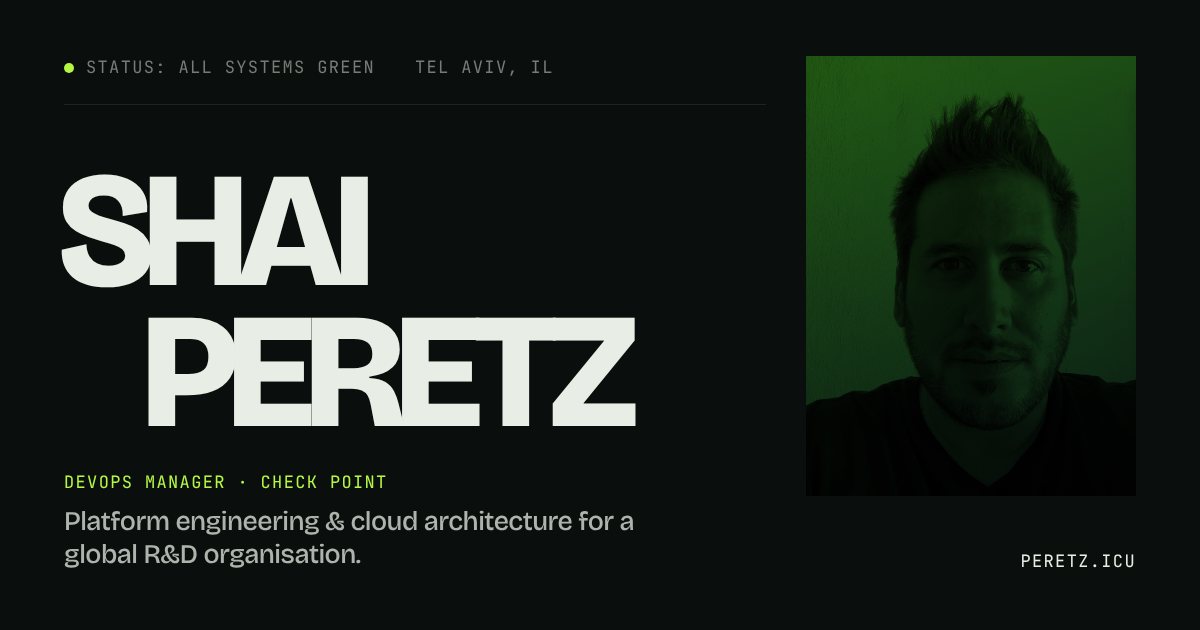 STATUS: ALL SYSTEMS GREEN TEL AVIV, IL
SHAI
PERETZ
DEVOPS MANAGER · CHECK POINT
Platform engineering & cloud architecture for a
global R&D organisation.
PERETZ.ICU